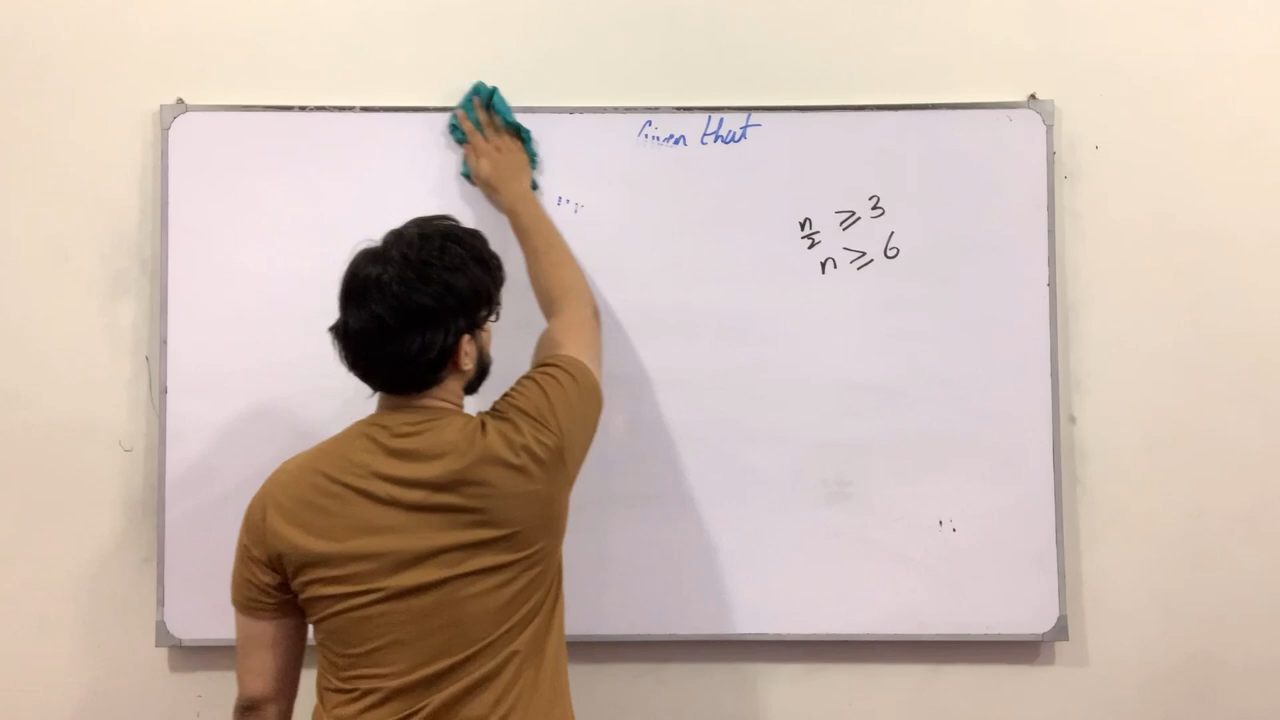 Given that
n/2 ≥ 3
n ≥ 6